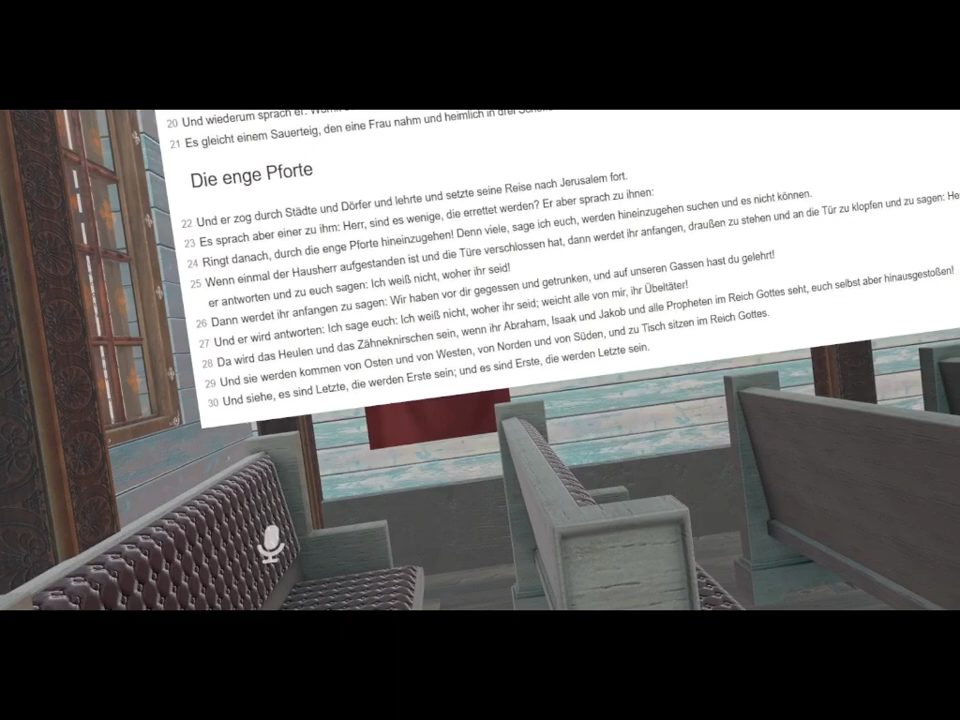 20 Und wiederum sprach er:
21 Es gleicht einem Sauerteig, den eine Frau nahm und heimlich in drei
Die enge Pforte
22 Und er zog durch Städte und Dörfer und lehrte und setzte seine Reise nach Jerusalem fort.
23 Es sprach aber einer zu ihm: Herr, sind es wenige, die errettet werden? Er aber sprach zu ihnen:
24 Ringt danach, durch die enge Pforte hineinzugehen! Denn viele, sage ich euch, werden hineinzugehen suchen und es nicht können.
25 Wenn einmal der Hausherr aufgestanden ist und die Türe verschlossen hat, dann werdet ihr anfangen, draußen zu stehen und an die Tür zu klopfen und zu sagen: He
er antworten und zu euch sagen: Ich weiß nicht, woher ihr seid!
26 Dann werdet ihr anfangen zu sagen: Wir haben vor dir gegessen und getrunken, und auf unseren Gassen hast du gelehrt!
27 Und er wird antworten: Ich sage euch: Ich weiß nicht, woher ihr seid; weicht alle von mir, ihr Übeltäter!
28 Da wird das Heulen und das Zähneknirschen sein, wenn ihr Abraham, Isaak und Jakob und alle Propheten im Reich Gottes seht, euch selbst aber hinausgestoßen!
29 Und sie werden kommen von Osten und von Westen, von Norden und von Süden, und zu Tisch sitzen im Reich Gottes.
30 Und siehe, es sind Letzte, die werden Erste sein; und es sind Erste, die werden Letzte sein.